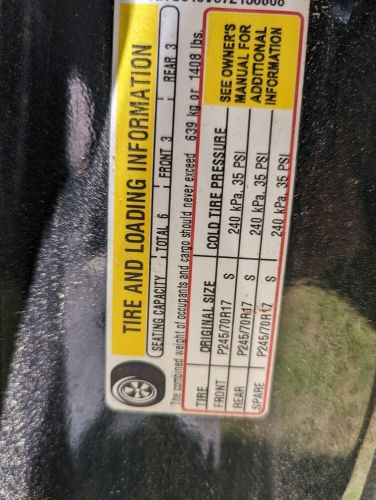 TIRE AND LOADING INFORMATION
SEATING CAPACITY TOTAL 6 FRONT 3 REAR 3
The combined weight of occupants and cargo should never exceed 639 kg or 1408 lbs.
TIRE ORIGINAL SIZE COLD TIRE PRESSURE
FRONT P245/70R17 S 240 kPa, 35 PSI
REAR P245/70R17 S 240 kPa, 35 PSI
SPARE P245/70R17 S 240 kPa, 35 PSI
SEE OWNER'S
MANUAL FOR
ADDITIONAL
INFORMATION